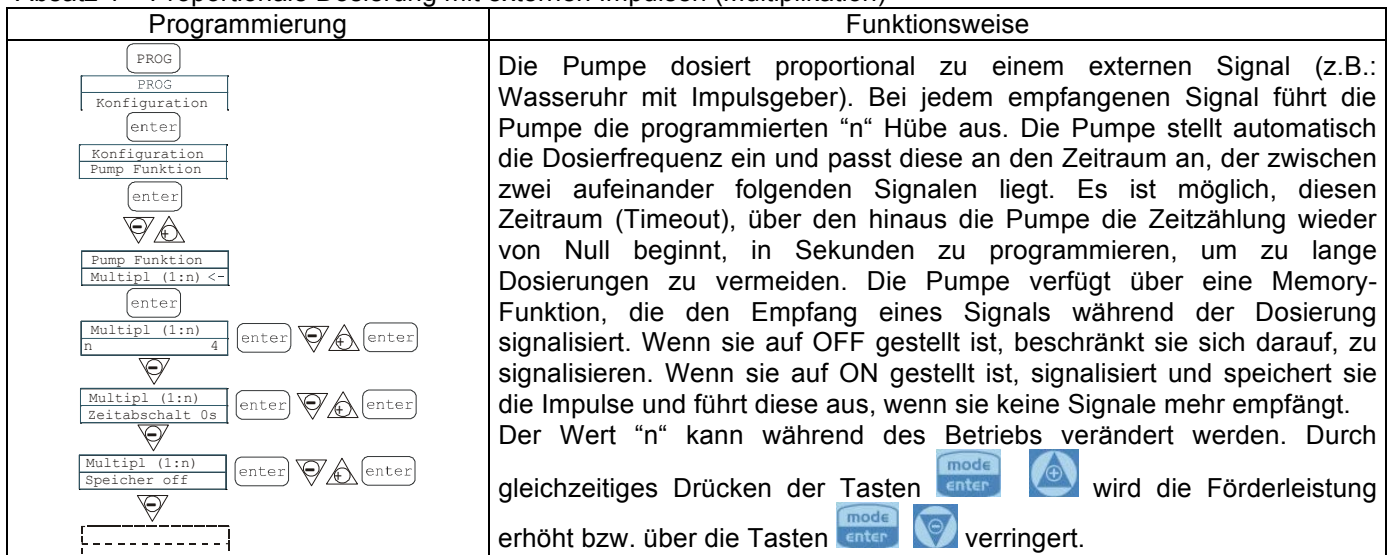 Absatz 1 – Proportionale Dosierung mit externen Impulsen (Multiplikation)
Programmierung
Funktionsweise
PROG
PROG
Konfiguration
enter
Konfiguration
Pump Funktion
enter
- +
Pump Funktion
Multipl (1:n) <-
enter
Multipl (1:n)
n 4
enter - + enter
-
Multipl (1:n)
Zeitabschalt 0s
enter - + enter
-
Multipl (1:n)
Speicher off
enter - + enter
-
Die Pumpe dosiert proportional zu einem externen Signal (z.B.:
Wasseruhr mit Impulsgeber). Bei jedem empfangenen Signal führt die
Pumpe die programmierten “n“ Hübe aus. Die Pumpe stellt automatisch
die Dosierfrequenz ein und passt diese an den Zeitraum an, der zwischen
zwei aufeinander folgenden Signalen liegt. Es ist möglich, diesen
Zeitraum (Timeout), über den hinaus die Pumpe die Zeitzählung wieder
von Null beginnt, in Sekunden zu programmieren, um zu lange
Dosierungen zu vermeiden. Die Pumpe verfügt über eine Memory-
Funktion, die den Empfang eines Signals während der Dosierung
signalisiert. Wenn sie auf OFF gestellt ist, beschränkt sie sich darauf, zu
signalisieren. Wenn sie auf ON gestellt ist, signalisiert und speichert sie
die Impulse und führt diese aus, wenn sie keine Signale mehr empfängt.
Der Wert “n“ kann während des Betriebs verändert werden. Durch
gleichzeitiges Drücken der Tasten mode enter + wird die Förderleistung
erhöht bzw. über die Tasten mode enter - verringert.